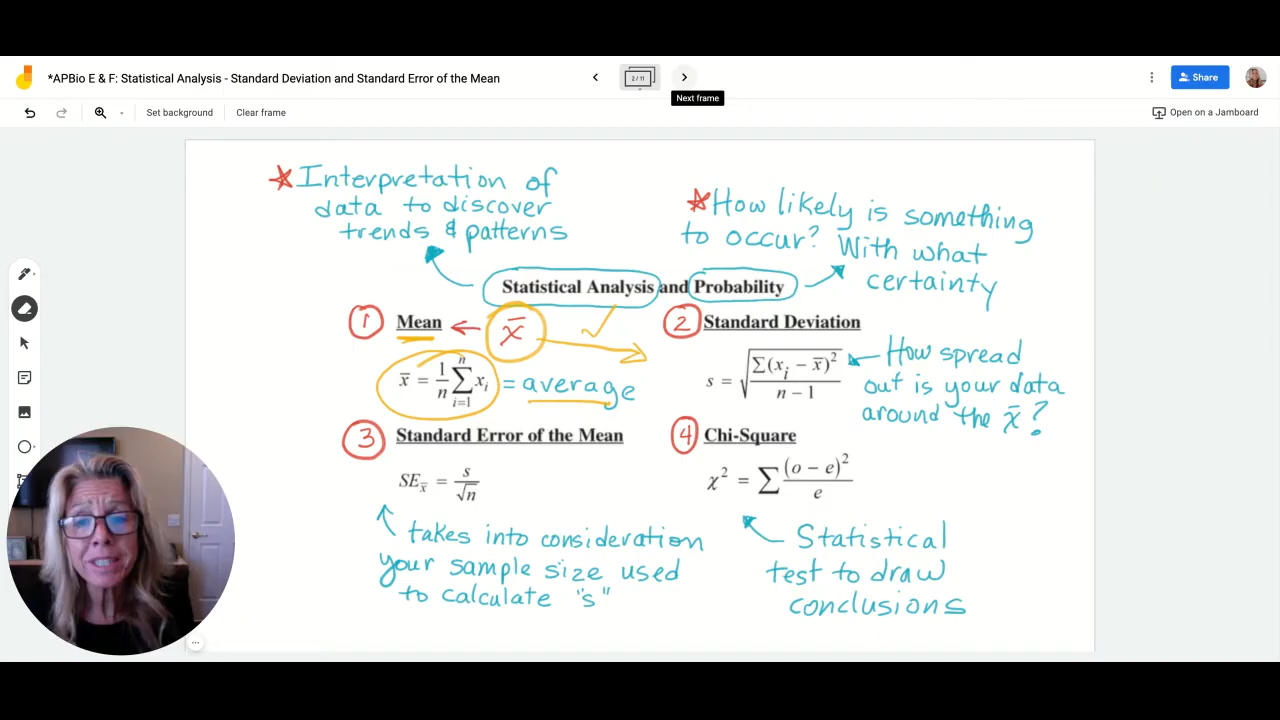 *APBio E & F: Statistical Analysis - Standard Deviation and Standard Error of the Mean
2 / 11
Share
Next frame
Set background
Clear frame
Open on a Jamboard
Interpretation of
data to discover
trends & patterns
How likely is something
to occur? With what
certainty
Statistical Analysis and Probability
1 Mean ← x̄
x̄ = 1/n ∑ i=1 n xᵢ = average
2 Standard Deviation
s = √(∑(xᵢ − x̄)² / n − 1)
How spread
out is your data
around the x̄?
3 Standard Error of the Mean
SEx̄ = s/√n
takes into consideration
your sample size used
to calculate "s"
4 Chi-Square
χ² = ∑ (o − e)² / e
Statistical
test to draw
conclusions